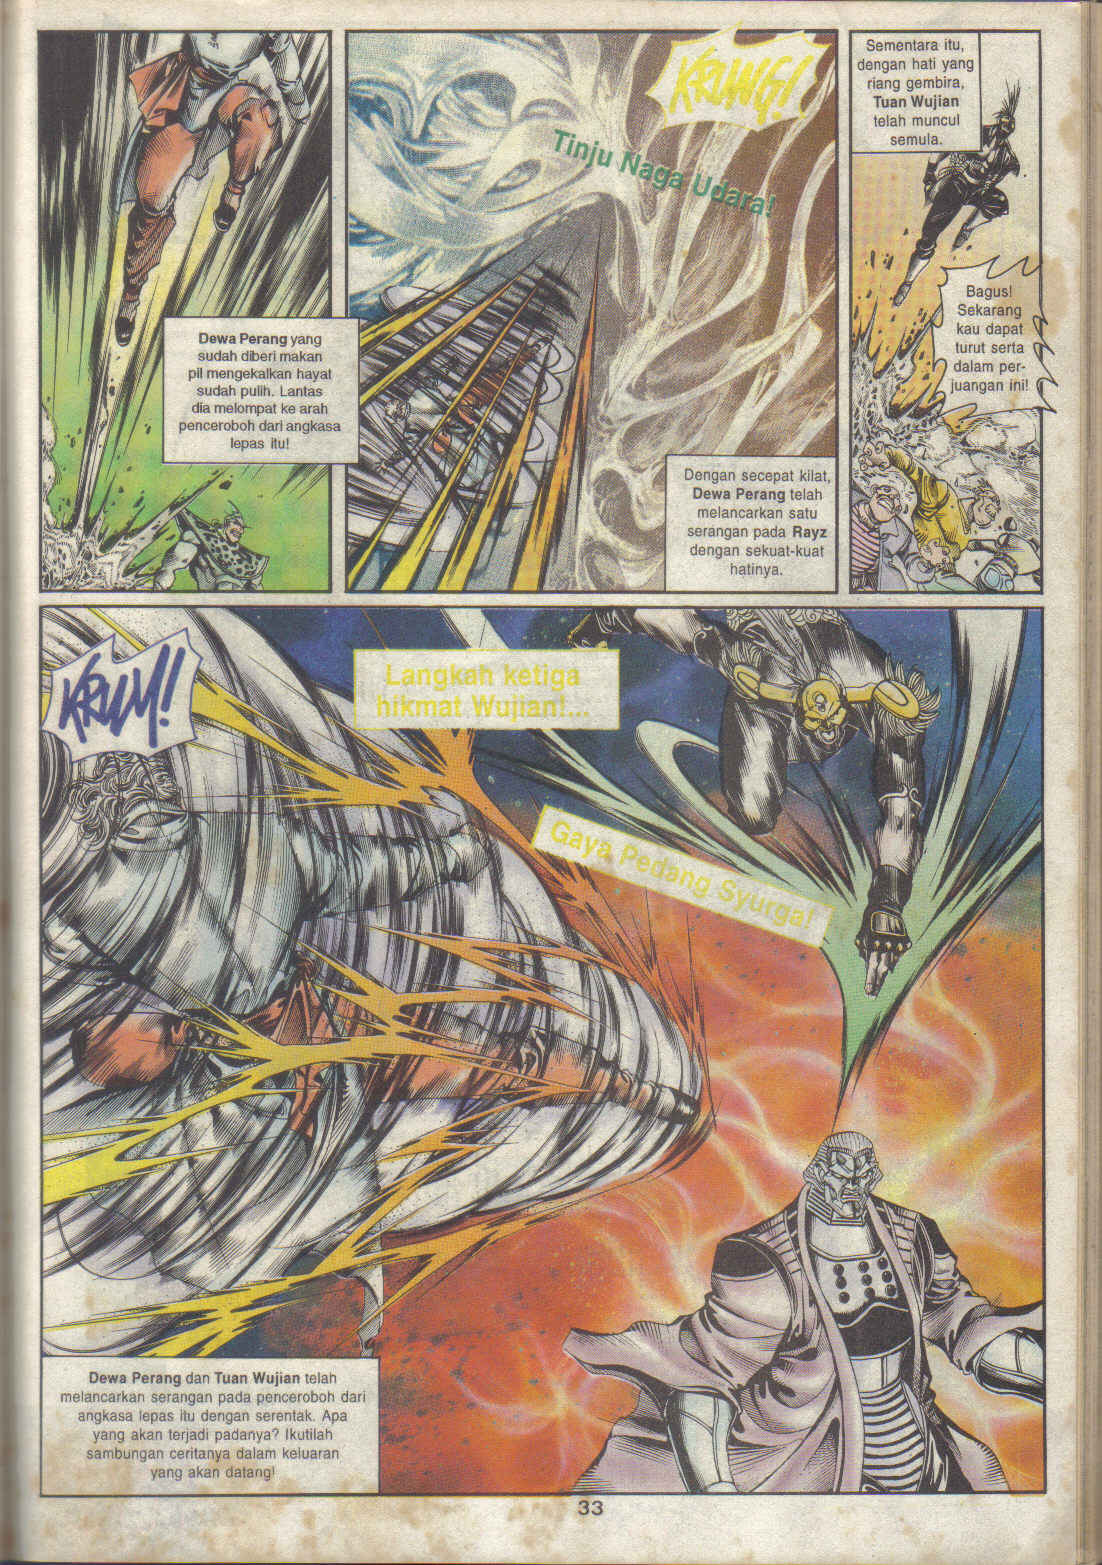 Dewa Perang yang
sudah diberi makan
pil mengekalkan hayat
sudah pulih. Lantas
dia melompat ke arah
penceroboh dari angkasa
lepas itu!
KRUNG!
Tinju Naga Udara!
Dengan secepat kilat,
Dewa Perang telah
melancarkan satu
serangan pada Rayz
dengan sekuat-kuat
hatinya.
Sementara itu,
dengan hati yang
riang gembira,
Tuan Wujian
telah muncul
semula.
Bagus!
Sekarang
kau dapat
turut serta
dalam per-
juangan ini!
KRUM!
Langkah ketiga
hikmat Wujian!...
Gaya Pedang Syurga!
Dewa Perang dan Tuan Wujian telah
melancarkan serangan pada penceroboh dari
angkasa lepas itu dengan serentak. Apa
yang akan terjadi padanya? Ikutilah
sambungan ceritanya dalam keluaran
yang akan datang!
33